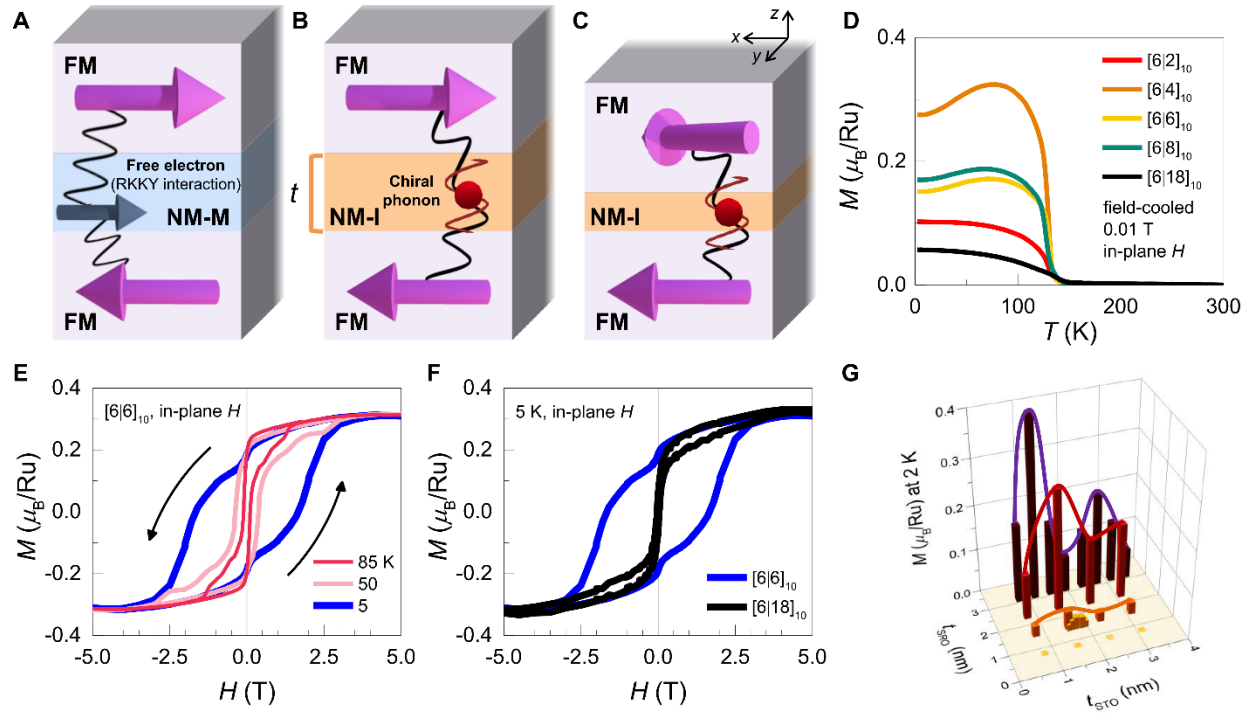 A
FM
Free electron
(RKKY interaction)
NM-M
FM
B
FM
t
Chiral
phonon
NM-I
FM
C
z
x
y
FM
NM-I
FM
D
M (μB/Ru)
0.4
0.2
0.0
[6|2]10
[6|4]10
[6|6]10
[6|8]10
[6|18]10
field-cooled
0.01 T
in-plane H
0 100 200 300
T (K)
E
M (μB/Ru)
0.4
0.2
0.0
-0.2
-0.4
[6|6]10, in-plane H
85 K
50
5
-5.0 -2.5 0.0 2.5 5.0
H (T)
F
M (μB/Ru)
0.4
0.2
0.0
-0.2
-0.4
5 K, in-plane H
[6|6]10
[6|18]10
-5.0 -2.5 0.0 2.5 5.0
H (T)
G
M (μB/Ru) at 2 K
0.4
0.3
0.2
0.1
0.0
3
2
1
0
tSRO (nm)
0 1 2 3 4
tSTO (nm)